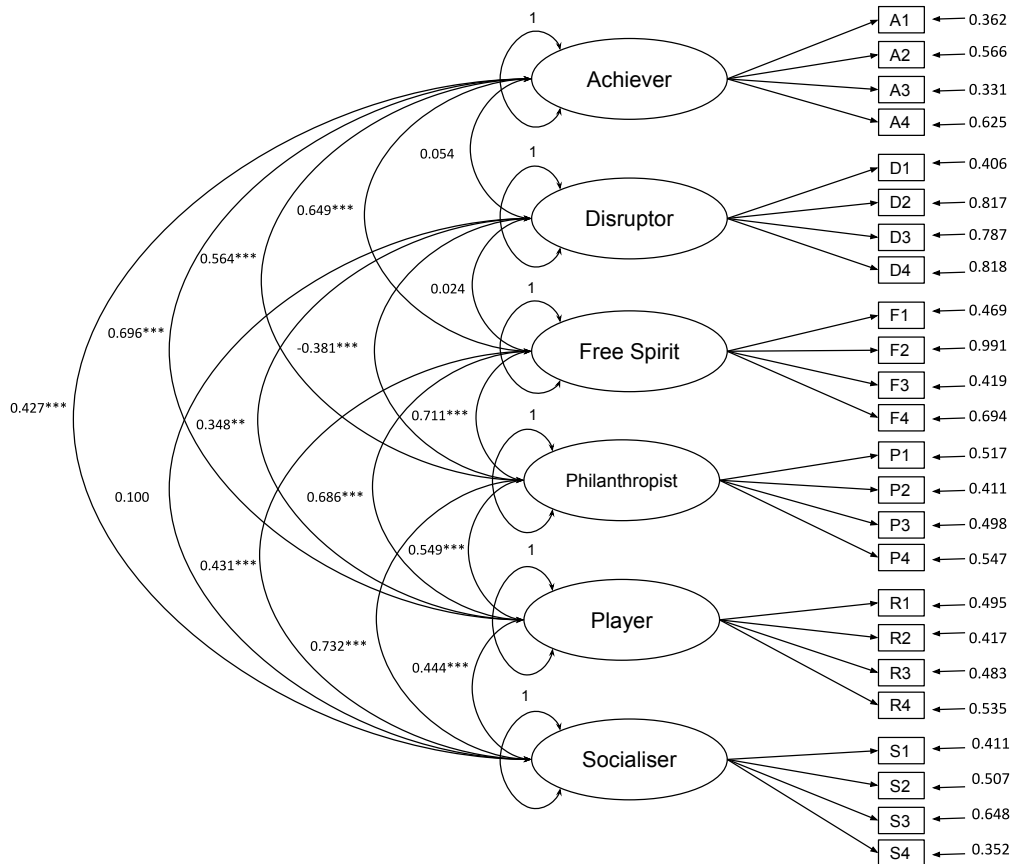 1
Achiever
A1
0.362
A2
0.566
A3
0.331
A4
0.625
0.054
1
Disruptor
D1
0.406
D2
0.817
D3
0.787
D4
0.818
0.649***
0.564***
0.024
1
Free Spirit
F1
0.469
F2
0.991
F3
0.419
F4
0.694
0.696***
-0.381***
0.427***
0.348**
0.711***
1
Philanthropist
P1
0.517
P2
0.411
P3
0.498
P4
0.547
0.100
0.686***
0.431***
0.549***
1
Player
R1
0.495
R2
0.417
R3
0.483
R4
0.535
0.732***
0.444***
1
Socialiser
S1
0.411
S2
0.507
S3
0.648
S4
0.352